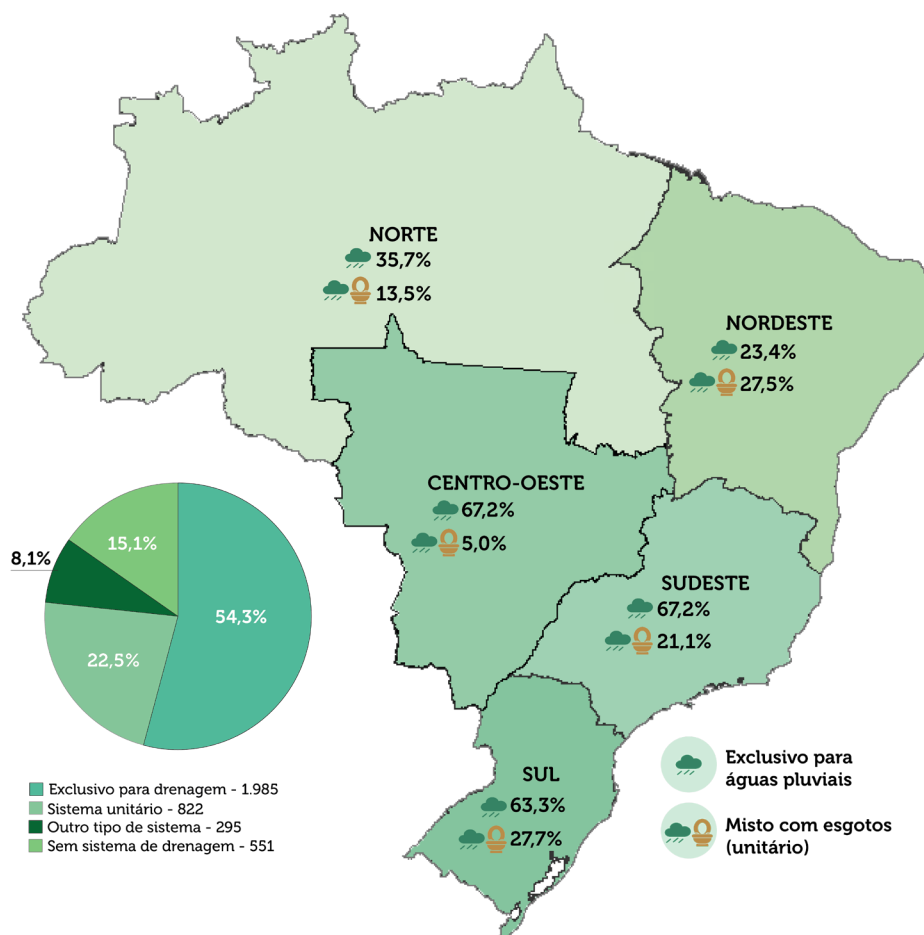 NORTE
35,7%
13,5%
NORDESTE
23,4%
27,5%
CENTRO-OESTE
67,2%
5,0%
SUDESTE
67,2%
21,1%
SUL
63,3%
27,7%
15,1%
8,1%
54,3%
22,5%
Exclusivo para drenagem - 1.985
Sistema unitário - 822
Outro tipo de sistema - 295
Sem sistema de drenagem - 551
Exclusivo para
águas pluviais
Misto com esgotos
(unitário)